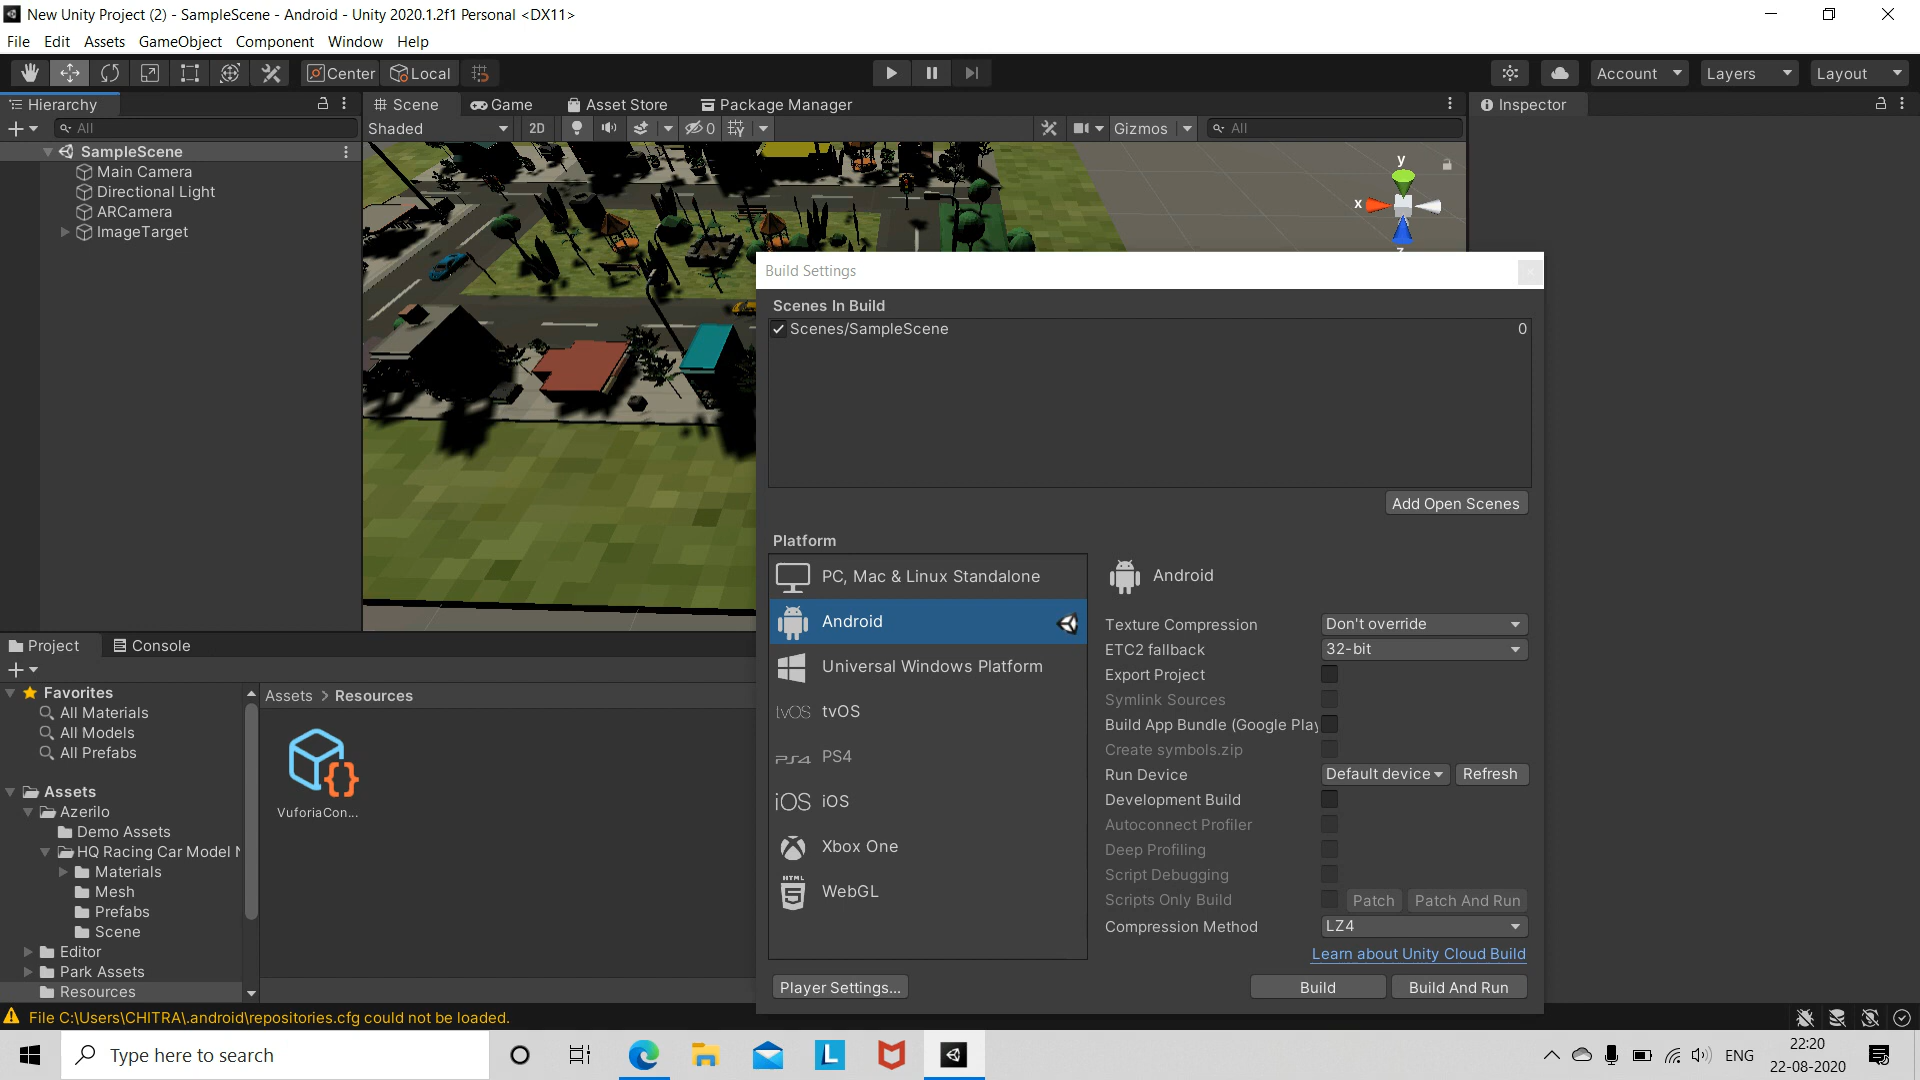 New Unity Project (2) - SampleScene - Android - Unity 2020.1.2f1 Personal <DX11>
File Edit Assets GameObject Component Window Help
Center Local Account Layers Layout
Hierarchy
All
SampleScene
Main Camera
Directional Light
ARCamera
ImageTarget
Scene Game Asset Store Package Manager
Shaded 2D 0 Gizmos All
y
x
z
Inspector
Build Settings
Scenes In Build
Scenes/SampleScene 0
Add Open Scenes
Platform
PC, Mac & Linux Standalone
Android
Universal Windows Platform
tvOS tvOS
PS4 PS4
iOS iOS
Xbox One
HTML 5 WebGL
Android
Texture Compression Don't override
ETC2 fallback 32-bit
Export Project
Symlink Sources
Build App Bundle (Google Play
Create symbols.zip
Run Device Default device Refresh
Development Build
Autoconnect Profiler
Deep Profiling
Script Debugging
Scripts Only Build Patch Patch And Run
Compression Method LZ4
Learn about Unity Cloud Build
Player Settings... Build Build And Run
Project Console
Favorites
All Materials
All Models
All Prefabs
Assets
Azerilo
Demo Assets
HQ Racing Car Model N
Materials
Mesh
Prefabs
Scene
Editor
Park Assets
Resources
Assets > Resources
VuforiaCon...
File C:\Users\CHITRA\.android\repositories.cfg could not be loaded.
Type here to search
L
ENG
22:20
22-08-2020